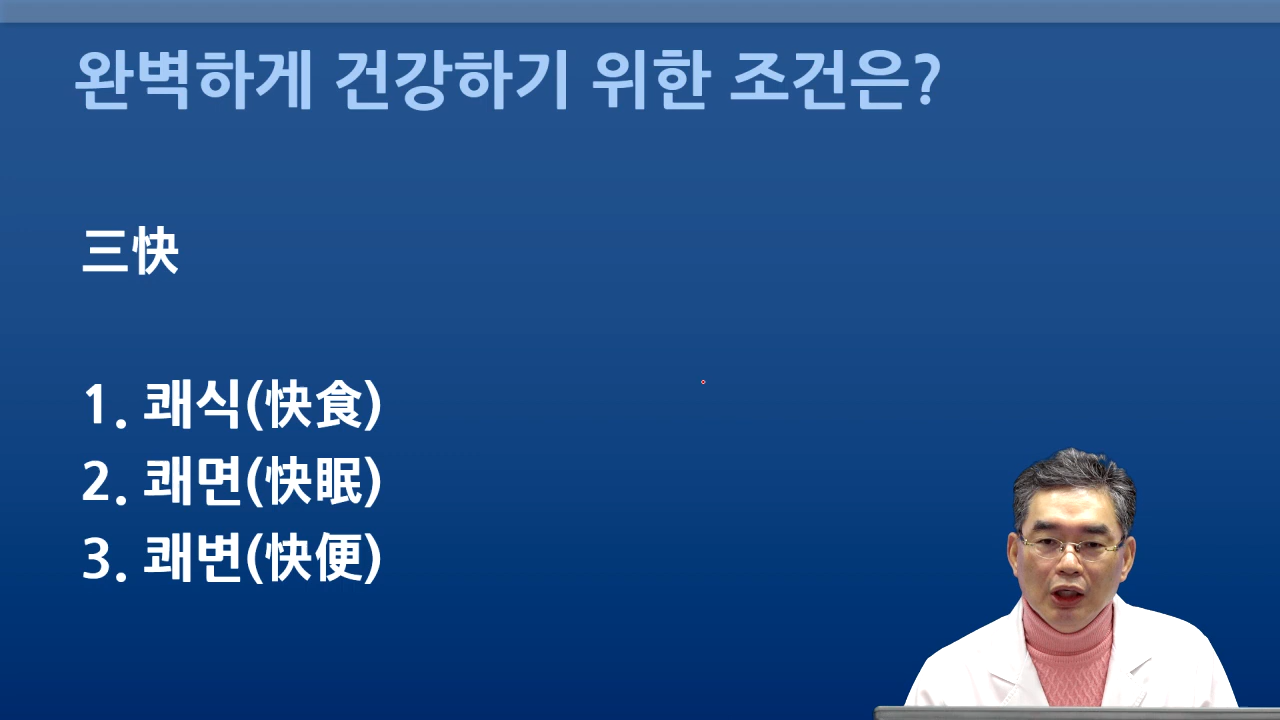 완벽하게 건강하기 위한 조건은?
三快
1. 쾌식(快食)
2. 쾌면(快眠)
3. 쾌변(快便)